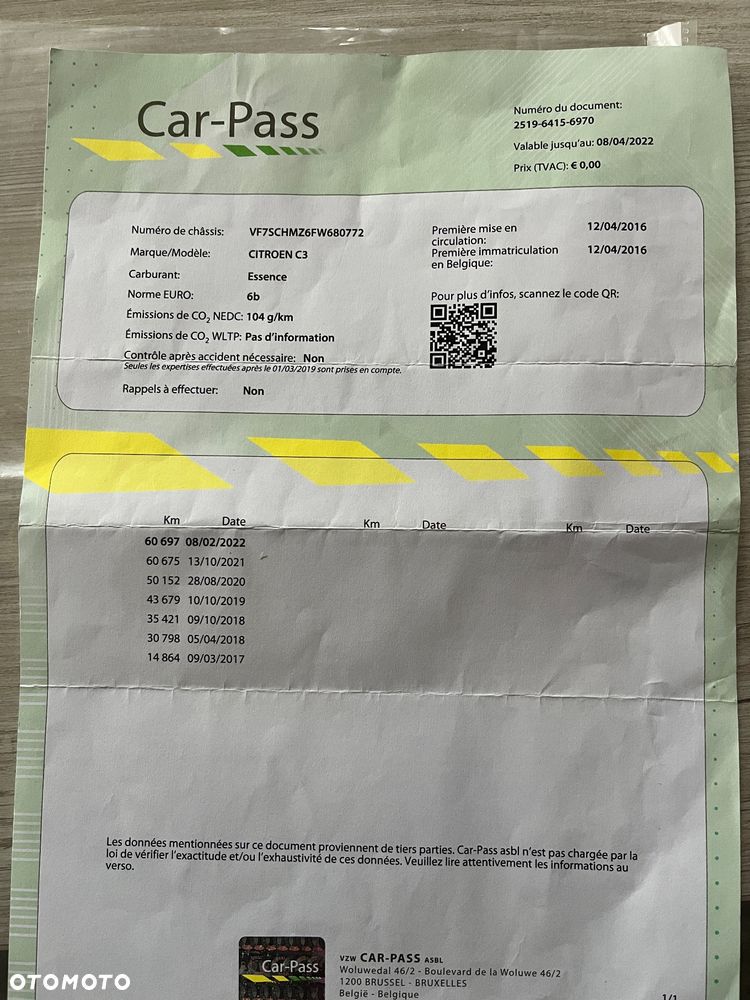 Car-Pass
Numéro du document:
2519-6415-6970
Valable jusqu'au: 08/04/2022
Prix (TVAC): € 0,00
Numéro de châssis: VF7SCHMZ6FW680772
Marque/Modèle: CITROEN C3
Carburant: Essence
Norme EURO: 6b
Émissions de CO2 NEDC: 104 g/km
Émissions de CO2 WLTP: Pas d'information
Contrôle après accident nécessaire: Non
Seules les expertises effectuées après le 01/03/2019 sont prises en compte.
Rappels à effectuer: Non
Première mise en circulation: 12/04/2016
Première immatriculation en Belgique: 12/04/2016
Pour plus d'infos, scannez le code QR:
Km Date Km Date Km Date
60 697 08/02/2022
60 675 13/10/2021
50 152 28/08/2020
43 679 10/10/2019
35 421 09/10/2018
30 798 05/04/2018
14 864 09/03/2017
Les données mentionnées sur ce document proviennent de tiers parties. Car-Pass asbl n'est pas chargée par la
loi de vérifier l'exactitude et/ou l'exhaustivité de ces données. Veuillez lire attentivement les informations au
verso.
Car-Pass
VZW CAR-PASS ASBL
Woluwedal 46/2 - Boulevard de la Woluwe 46/2
1200 BRUSSEL - BRUXELLES
België - Belgique
1/1
OTOMOTO